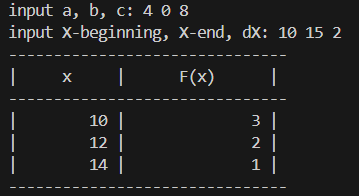 input a, b, c: 4 0 8
input X-beginning, X-end, dX: 10 15 2
-------------------------------
|     x     |      F(x)      |
-------------------------------
|        10 |              3 |
|        12 |              2 |
|        14 |              1 |
-------------------------------